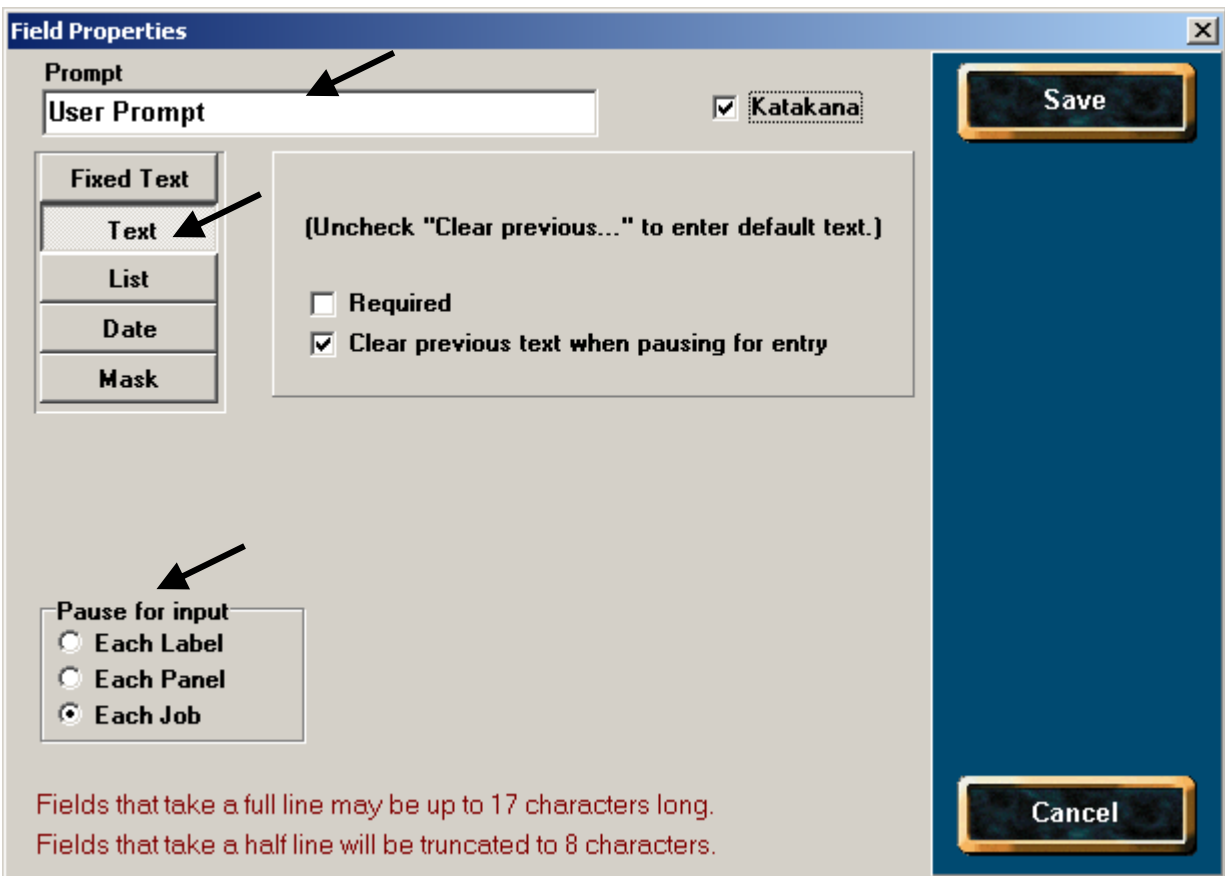 Field Properties
Prompt
User Prompt
Katakana
Save
Fixed Text
Text
List
Date
Mask
(Uncheck "Clear previous..." to enter default text.)
Required
Clear previous text when pausing for entry
Pause for input
Each Label
Each Panel
Each Job
Fields that take a full line may be up to 17 characters long.
Fields that take a half line will be truncated to 8 characters.
Cancel